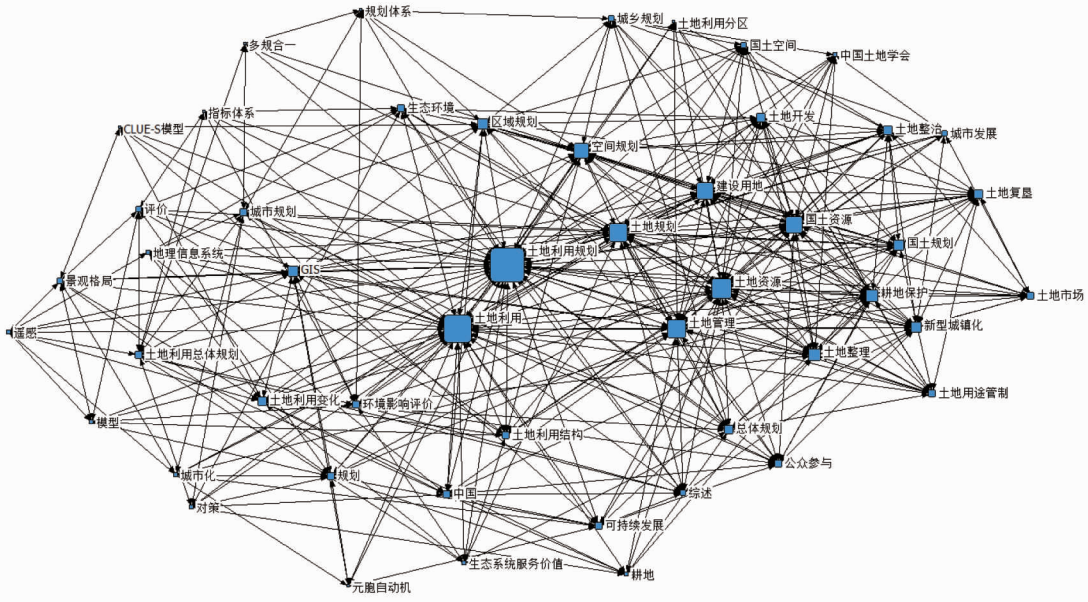 规划体系
城乡规划
土地利用分区
多规合一
国土空间
中国土地学会
生态环境
指标体系
区域规划
土地开发
CLUE-S模型
土地整治
城市发展
空间规划
建设用地
土地复垦
评价
城市规划
国土资源
土地规划
国土规划
地理信息系统
土地利用规划
GIS
景观格局
土地资源
耕地保护
土地市场
遥感
土地利用
土地管理
新型城镇化
土地利用总体规划
土地整理
土地用途管制
土地利用变化
环境影响评价
模型
土地利用结构
总体规划
公众参与
城市化
规划
中国
综述
对策
可持续发展
生态系统服务价值
耕地
元胞自动机